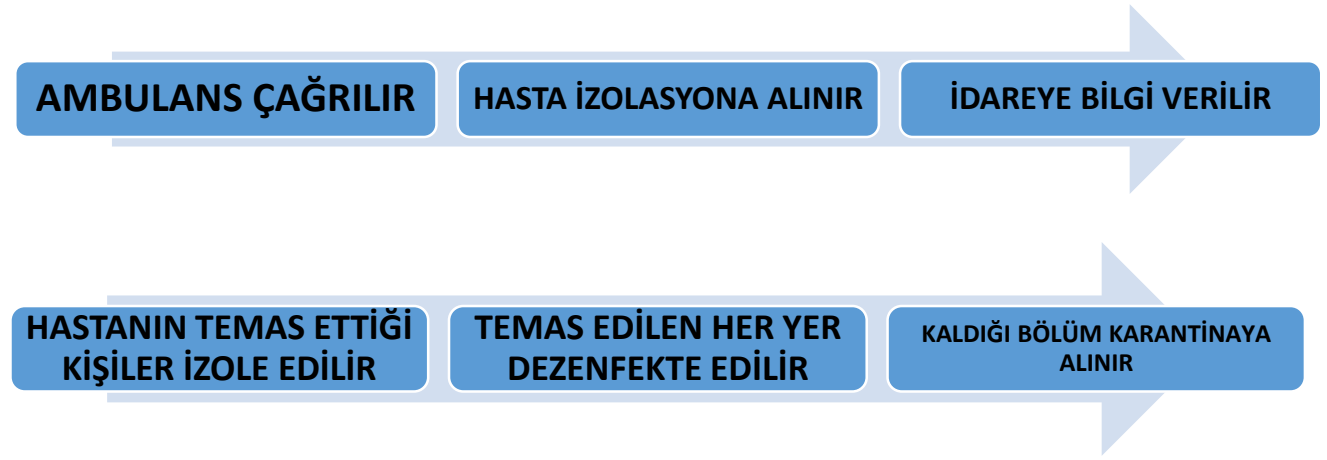 AMBULANS ÇAĞRILIR
HASTA İZOLASYONA ALINIR
İDAREYE BİLGİ VERİLİR
HASTANIN TEMAS ETTİĞİ
KİŞİLER İZOLE EDİLİR
TEMAS EDİLEN HER YER
DEZENFEKTE EDİLİR
KALDIĞI BÖLÜM KARANTİNAYA
ALINIR